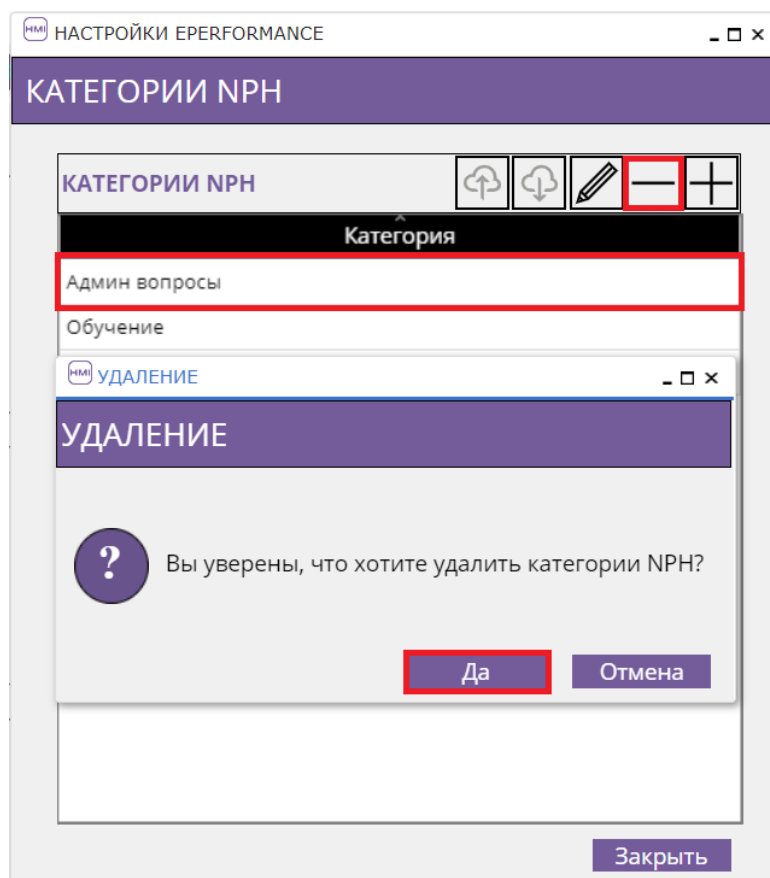 HMI НАСТРОЙКИ EPERFORMANCE
КАТЕГОРИИ NPH
КАТЕГОРИИ NPH
Категория
Админ вопросы
Обучение
HMI УДАЛЕНИЕ
УДАЛЕНИЕ
? Вы уверены, что хотите удалить категории NPH?
Да Отмена
Закрыть